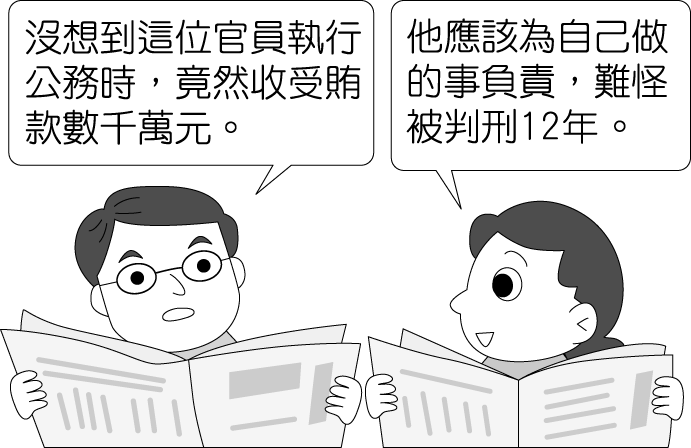 沒想到這位官員執行
公務時，竟然收受賄
款數千萬元。
他應該為自己做
的事負責，難怪
被判刑12年。